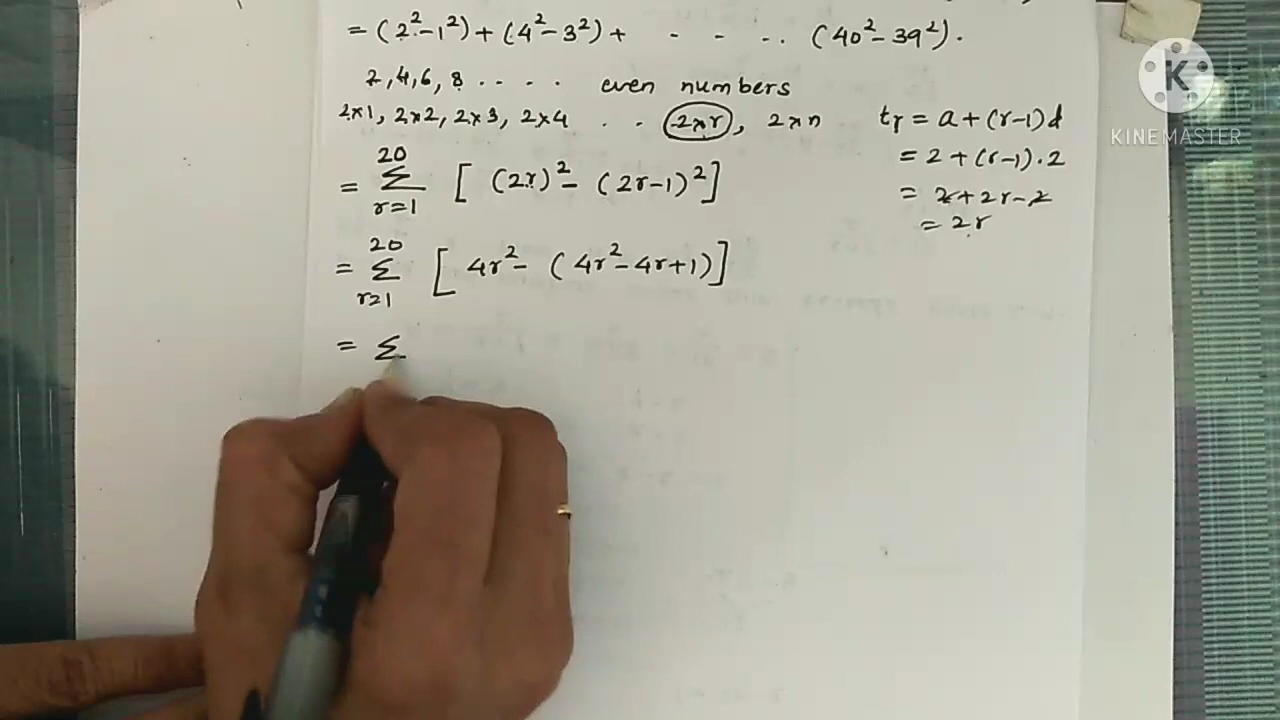 = (2²-1²) + (4²-3²) + - - .. (40²-39²).
2, 4, 6, 8 .... even numbers
2×1, 2×2, 2×3, 2×4 .. 2×r, 2×n
= 20 Σ r=1 [ (2r)² - (2r-1)² ]
= 20 Σ r=1 [ 4r² - (4r²-4r+1) ]
= Σ
tr = a + (r-1)d
= 2 + (r-1).2
= 2+2r-2
= 2r
K
KINEMASTER